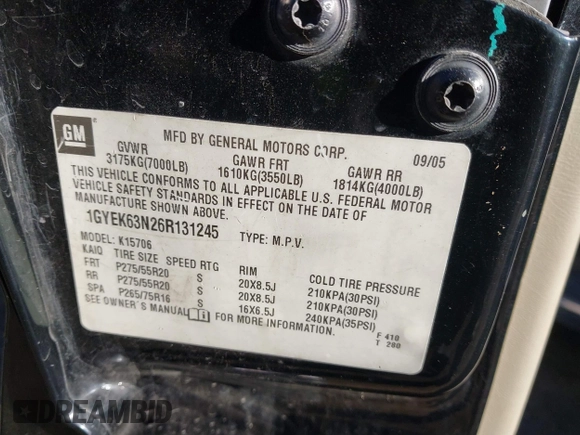 GM
MFD BY GENERAL MOTORS CORP. 09/05
GVWR GAWR FRT GAWR RR
3175KG(7000LB) 1610KG(3550LB) 1814KG(4000LB)
THIS VEHICLE CONFORMS TO ALL APPLICABLE U.S. FEDERAL MOTOR
VEHICLE SAFETY STANDARDS IN EFFECT ON THE DATE OF
MANUFACTURE SHOWN ABOVE.
1GYEK63N26R131245 TYPE: M.P.V.
MODEL: K15706
KAIQ TIRE SIZE SPEED RTG RIM COLD TIRE PRESSURE
FRT P275/55R20 S 20X8.5J 210KPA(30PSI)
RR P275/55R20 S 20X8.5J 210KPA(30PSI)
SPA P265/75R16 S 16X6.5J 240KPA(35PSI)
SEE OWNER'S MANUAL FOR MORE INFORMATION.
F 410
T 280
DREAMBID